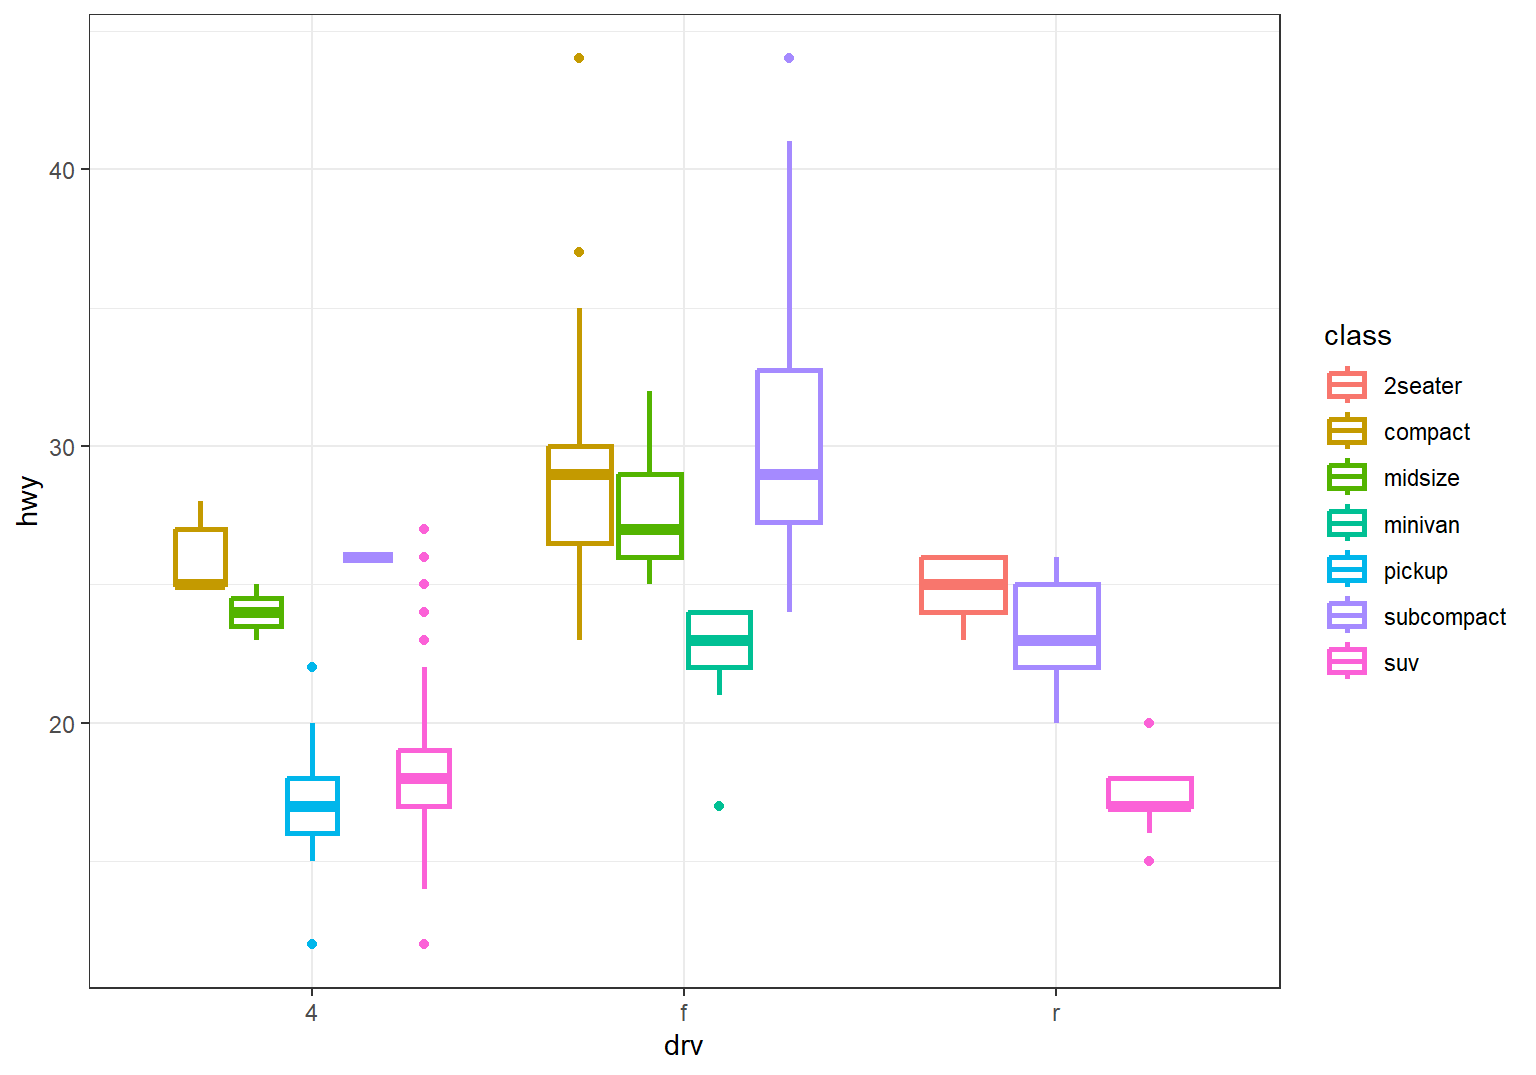 hwy
40
30
20
4 f r
drv
class
2seater
compact
midsize
minivan
pickup
subcompact
suv